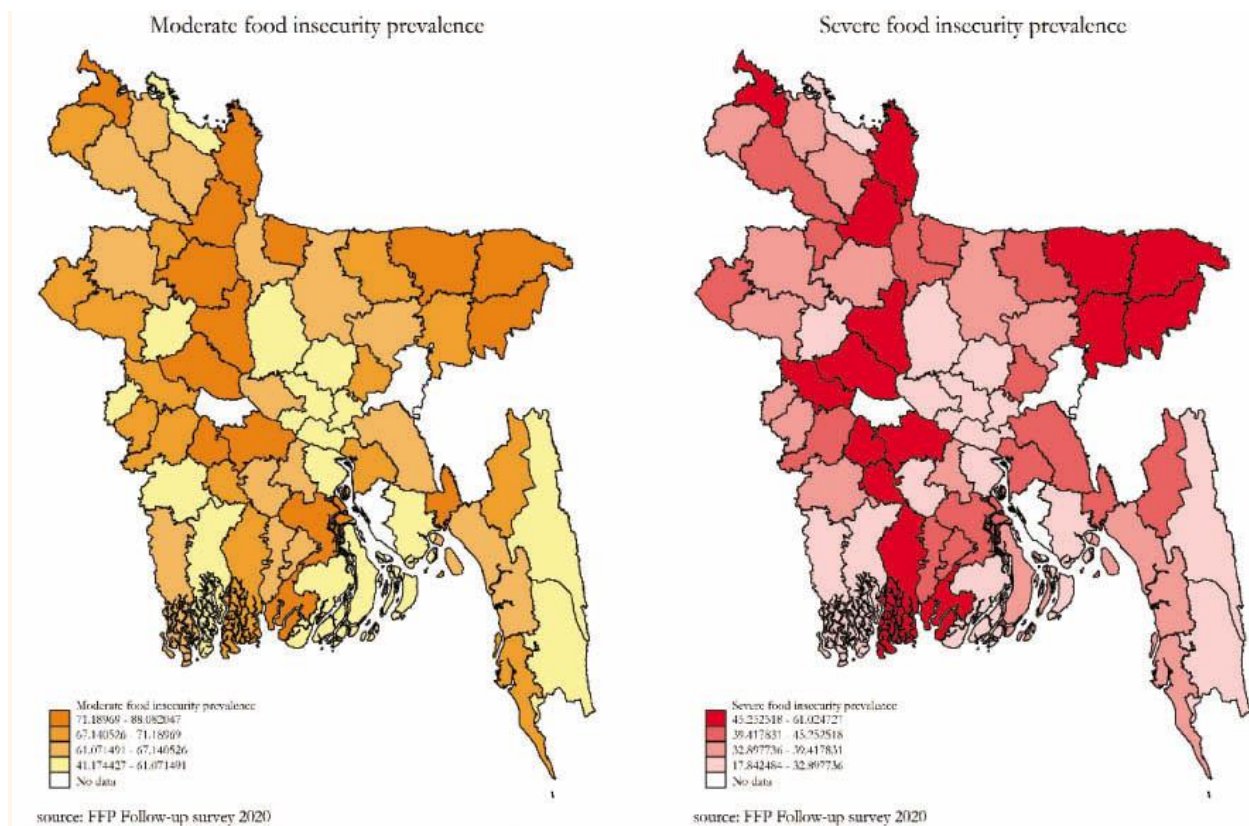 Moderate food insecurity prevalence
Severe food insecurity prevalence
Moderate food insecurity prevalence
71.18969 - 88.082047
67.140526 - 71.18969
61.071491 - 67.140526
41.174427 - 61.071491
No data
source: FFP Follow-up survey 2020
Severe food insecurity prevalence
45.252518 - 61.024727
39.417831 - 45.252518
32.897736 - 39.417831
17.842484 - 32.897736
No data
source: FFP Follow-up survey 2020